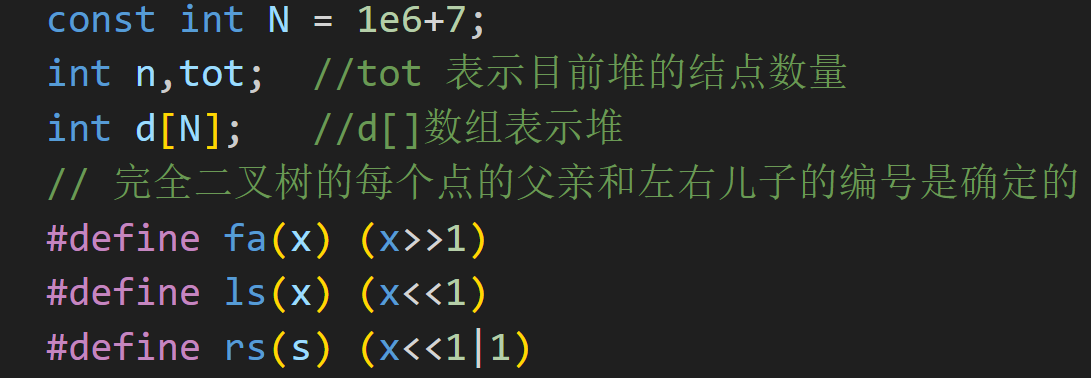 const int N = 1e6+7;
int n,tot;  //tot 表示目前堆的结点数量
int d[N];   //d[]数组表示堆
// 完全二叉树的每个点的父亲和左右儿子的编号是确定的
#define fa(x) (x>>1)
#define ls(x) (x<<1)
#define rs(s) (x<<1|1)